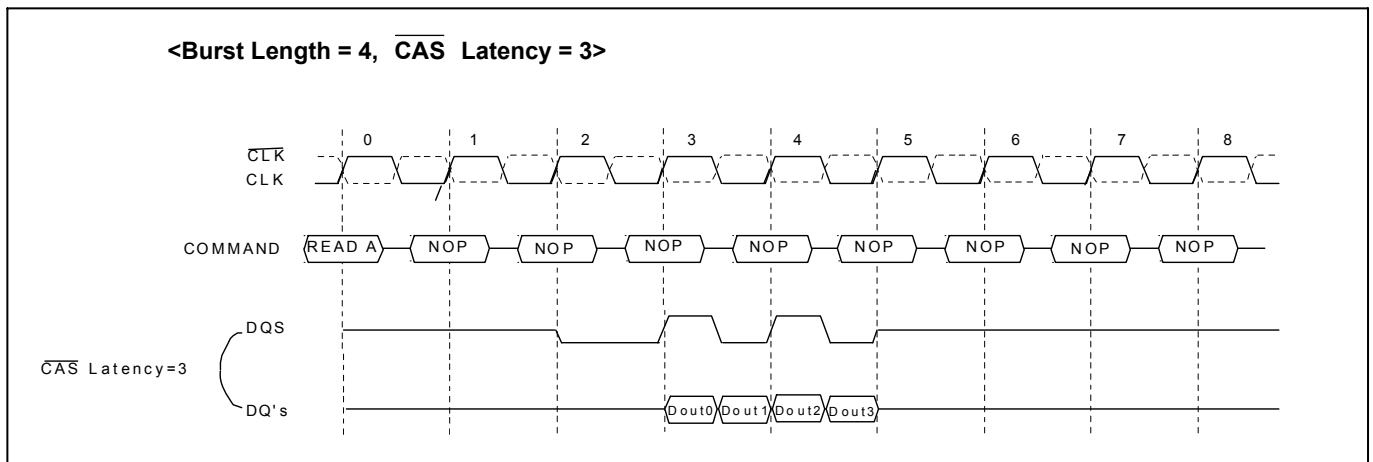 <Burst Length = 4, CAS Latency = 3>
0 1 2 3 4 5 6 7 8
CLK
CLK
COMMAND READ A NOP NOP NOP NOP NOP NOP NOP NOP
DQS
CAS Latency=3
DQ's Dout0 Dout1 Dout2 Dout3